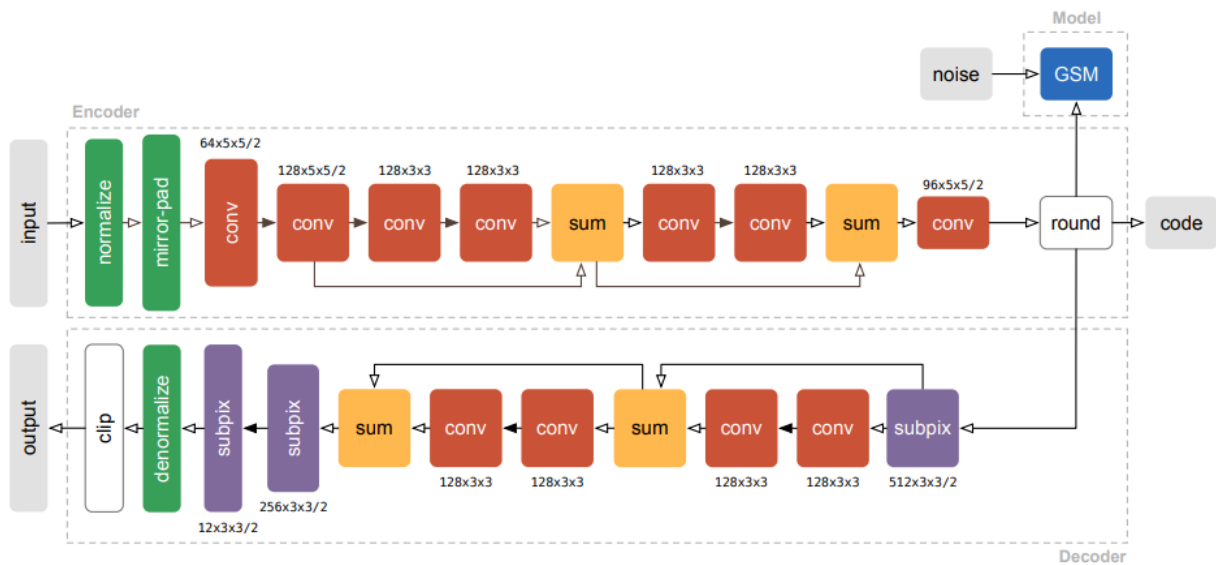 Model
noise
GSM
Encoder
input
normalize
mirror-pad
64x5x5/2
conv
128x5x5/2
conv
128x3x3
conv
128x3x3
conv
sum
128x3x3
conv
128x3x3
conv
sum
96x5x5/2
conv
round
code
output
clip
denormalize
subpix
12x3x3/2
subpix
256x3x3/2
sum
conv
128x3x3
conv
128x3x3
sum
conv
128x3x3
conv
128x3x3
subpix
512x3x3/2
Decoder